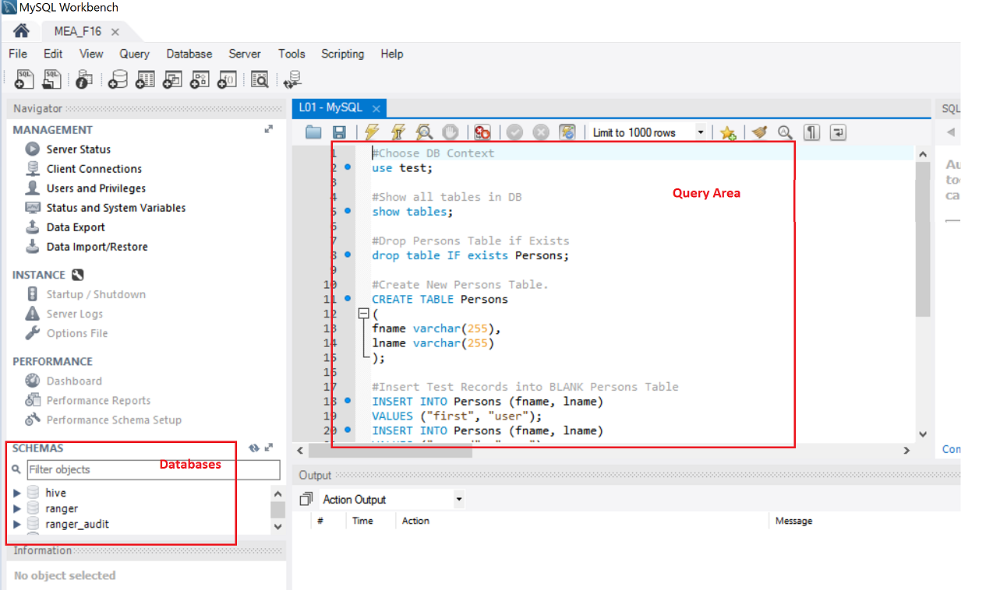 MySQL Workbench
MEA_F16
File Edit View Query Database Server Tools Scripting Help
Navigator
MANAGEMENT
Server Status
Client Connections
Users and Privileges
Status and System Variables
Data Export
Data Import/Restore
INSTANCE
Startup / Shutdown
Server Logs
Options File
PERFORMANCE
Dashboard
Performance Reports
Performance Schema Setup
SCHEMAS
Databases
Filter objects
hive
ranger
ranger_audit
Information
No object selected
L01 - MySQL
Limit to 1000 rows
Query Area
1 #Choose DB Context
2 use test;
3
4 #Show all tables in DB
5 show tables;
6
7 #Drop Persons Table if Exists
8 drop table IF exists Persons;
9
10 #Create New Persons Table.
11 CREATE TABLE Persons
12 (
13 fname varchar(255),
14 lname varchar(255)
15 );
16
17 #Insert Test Records into BLANK Persons Table
18 INSERT INTO Persons (fname, lname)
19 VALUES ("first", "user");
20 INSERT INTO Persons (fname, lname)
Output
Action Output
# Time Action Message
SQL
Au
to
ca
Con